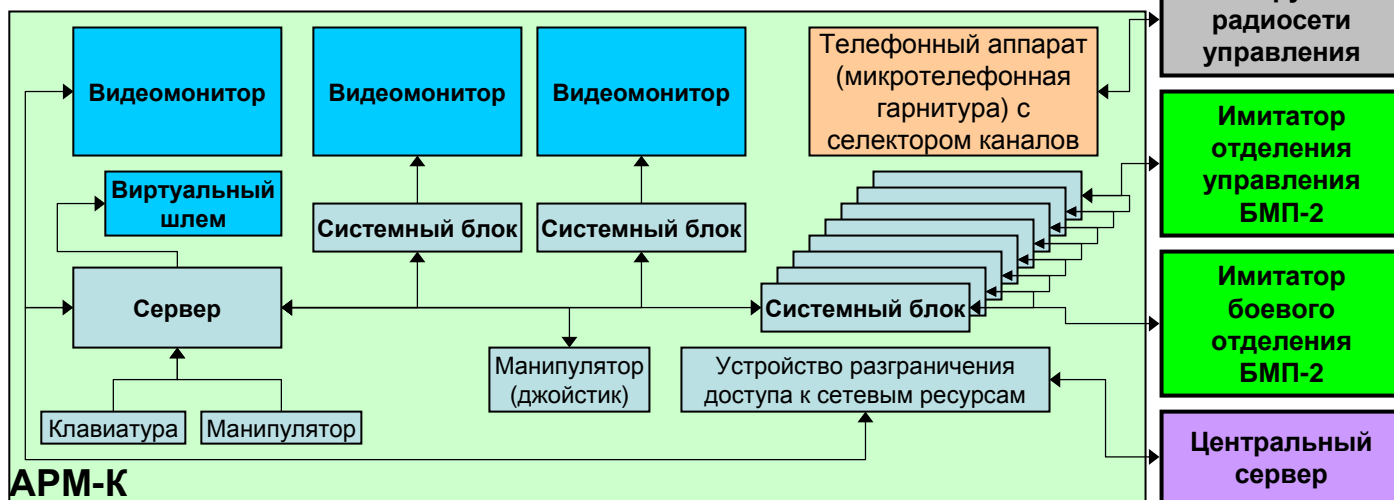 радиосети
управления
Видеомонитор
Видеомонитор
Видеомонитор
Телефонный аппарат
(микротелефонная
гарнитура) с
селектором каналов
Имитатор
отделения
управления
БМП-2
Виртуальный
шлем
Системный блок
Системный блок
Сервер
Системный блок
Имитатор
боевого
отделения
БМП-2
Манипулятор
(джойстик)
Устройство разграничения
доступа к сетевым ресурсам
Клавиатура
Манипулятор
Центральный
сервер
АРМ-К